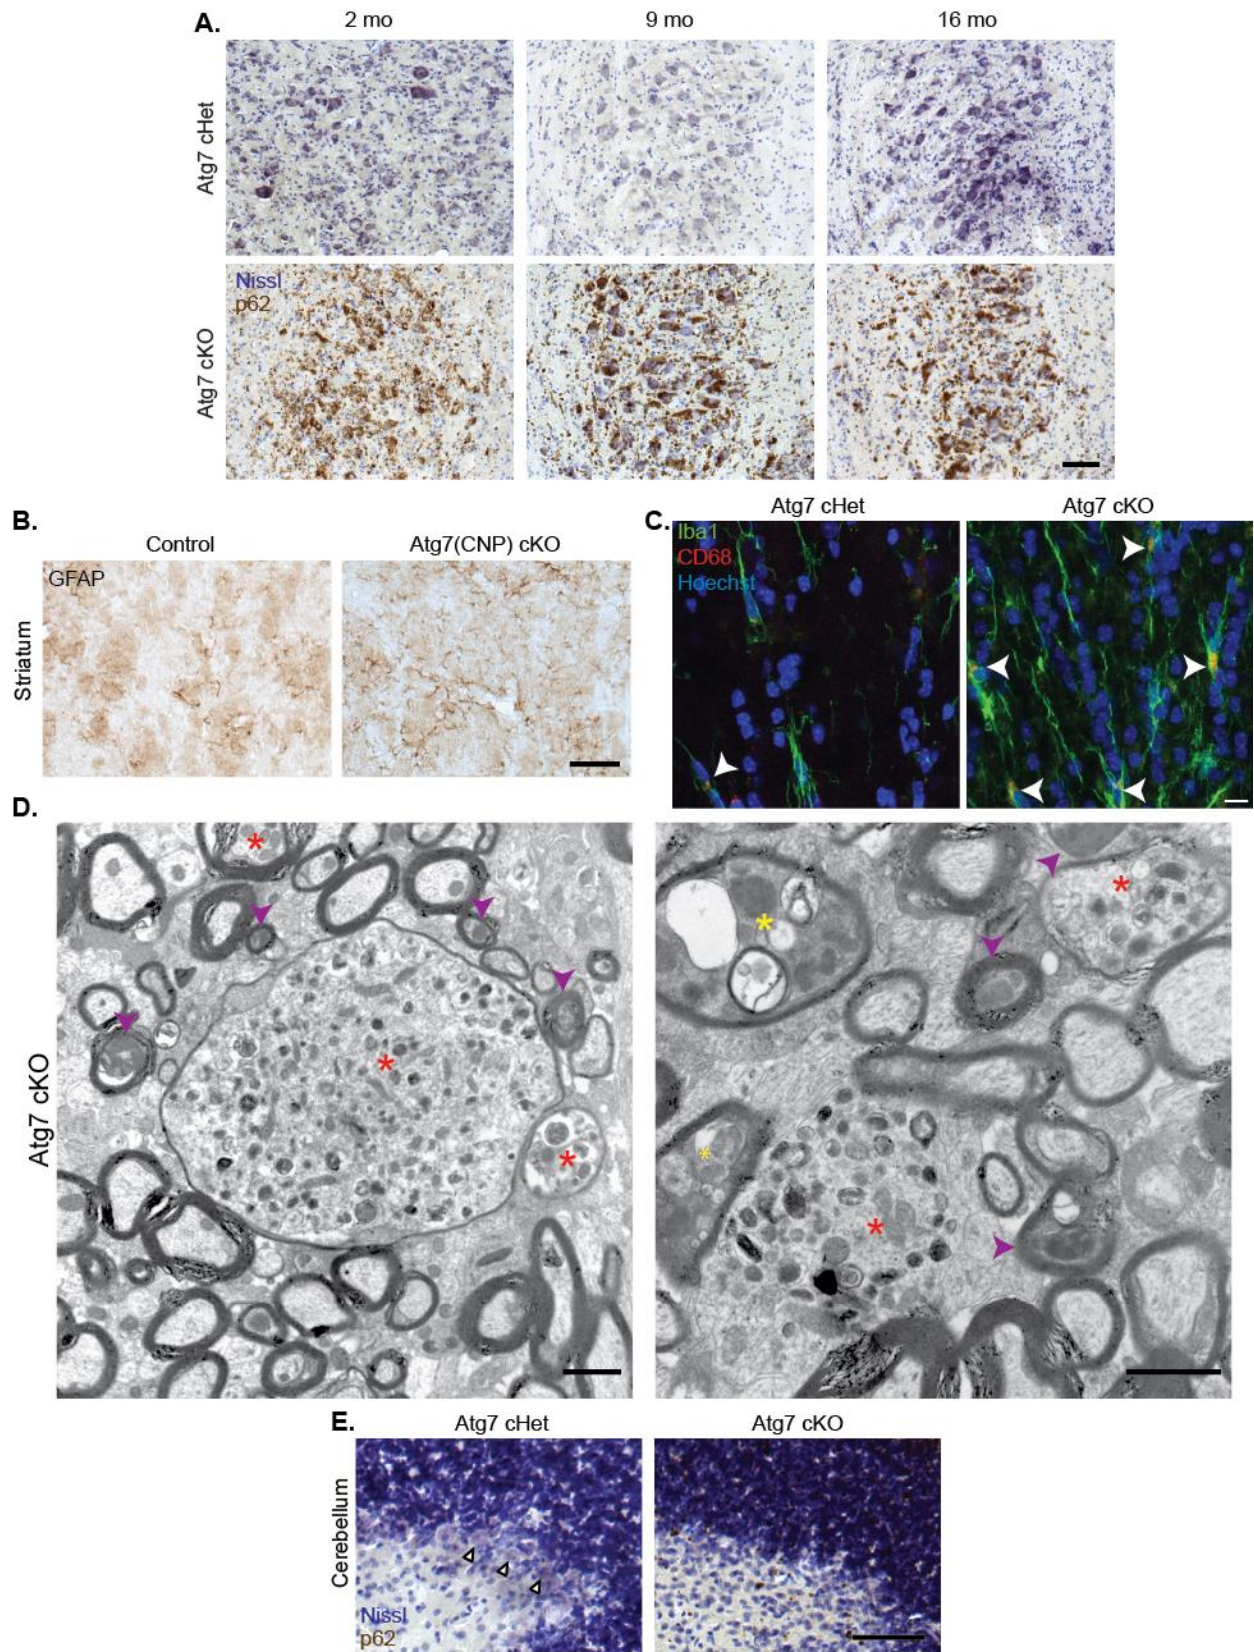 A.
2 mo
9 mo
16 mo
Atg7 cHet
Atg7 cKO
Nissl
p62
B.
Control
Atg7(CNP) cKO
Striatum
GFAP
C.
Atg7 cHet
Atg7 cKO
Iba1
CD68
Hoechst
D.
Atg7 cKO
*
*
*
*
*
*
*
E.
Atg7 cHet
Atg7 cKO
Cerebellum
Nissl
p62